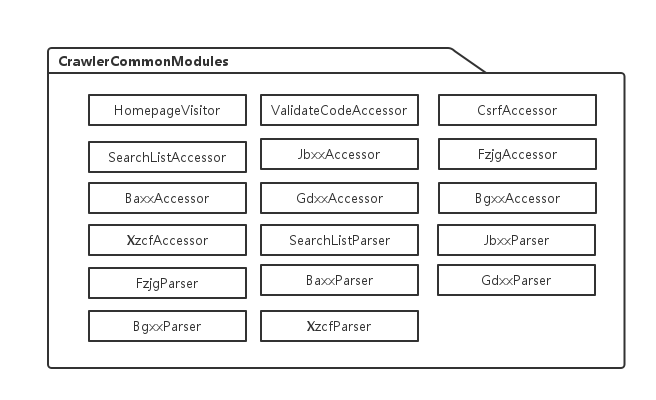 CrawlerCommonModules
HomepageVisitor
ValidateCodeAccessor
CsrfAccessor
SearchListAccessor
JbxxAccessor
FzjgAccessor
BaxxAccessor
GdxxAccessor
BgxxAccessor
XzcfAccessor
SearchListParser
JbxxParser
FzjgParser
BaxxParser
GdxxParser
BgxxParser
XzcfParser